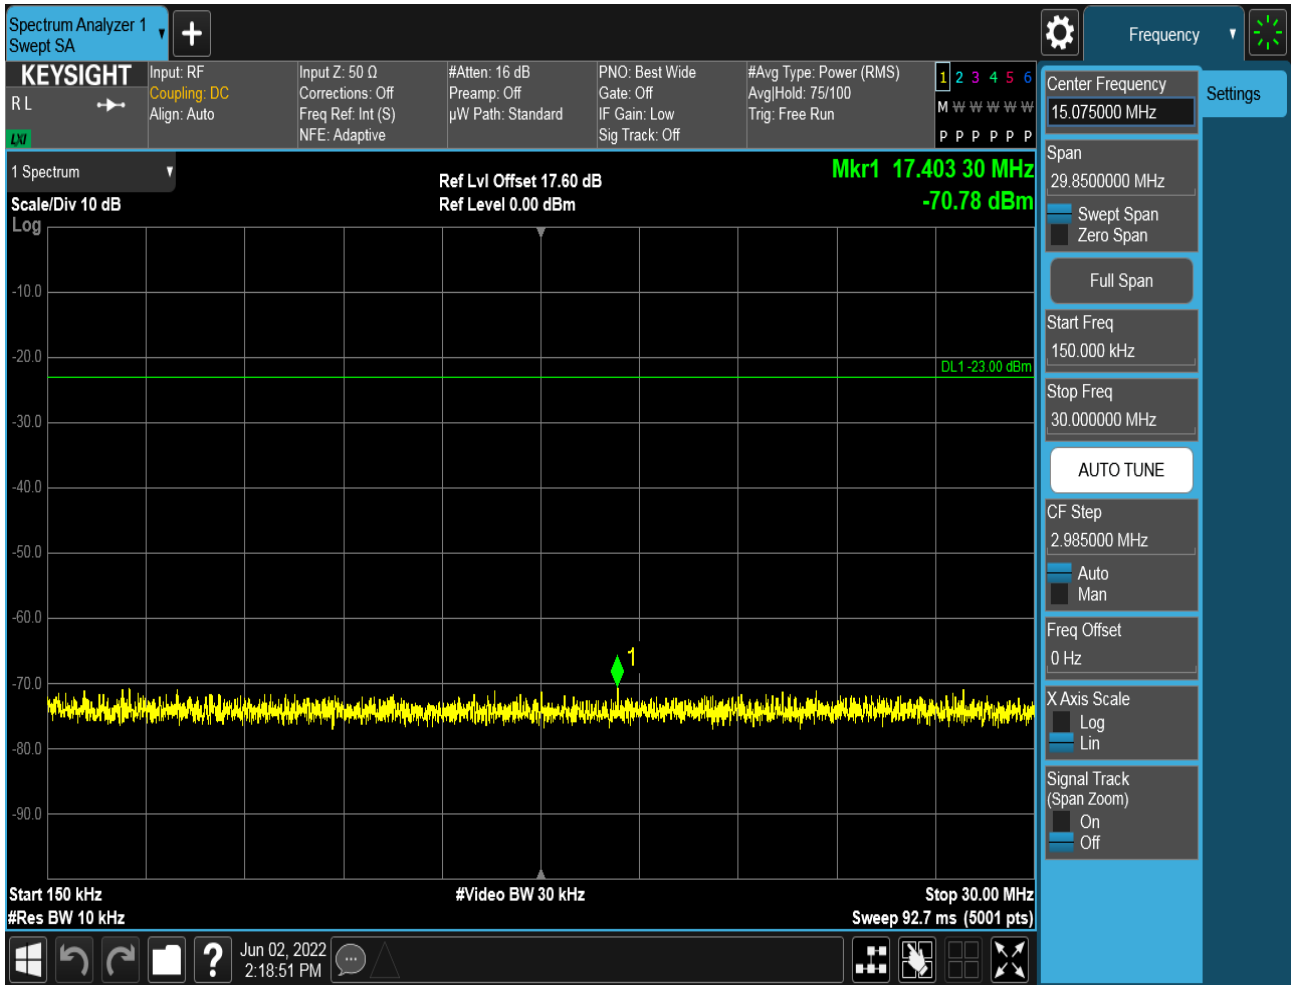 Spectrum Analyzer 1
Swept SA
Frequency
KEYSIGHT
R L
LXI
Input: RF
Coupling: DC
Align: Auto
Input Z: 50 Ω
Corrections: Off
Freq Ref: Int (S)
NFE: Adaptive
#Atten: 16 dB
Preamp: Off
µW Path: Standard
PNO: Best Wide
Gate: Off
IF Gain: Low
Sig Track: Off
#Avg Type: Power (RMS)
Avg|Hold: 75/100
Trig: Free Run
1 2 3 4 5 6
M W W W W W
P P P P P P
1 Spectrum
Scale/Div 10 dB
Log
Ref Lvl Offset 17.60 dB
Ref Level 0.00 dBm
Mkr1 17.403 30 MHz
-70.78 dBm
-10.0
-20.0
DL1 -23.00 dBm
-30.0
-40.0
-50.0
-60.0
1
-70.0
-80.0
-90.0
Start 150 kHz
#Video BW 30 kHz
Stop 30.00 MHz
#Res BW 10 kHz
Sweep 92.7 ms (5001 pts)
?
Jun 02, 2022
2:18:51 PM
Center Frequency
15.075000 MHz
Settings
Span
29.8500000 MHz
Swept Span
Zero Span
Full Span
Start Freq
150.000 kHz
Stop Freq
30.000000 MHz
AUTO TUNE
CF Step
2.985000 MHz
Auto
Man
Freq Offset
0 Hz
X Axis Scale
Log
Lin
Signal Track
(Span Zoom)
On
Off